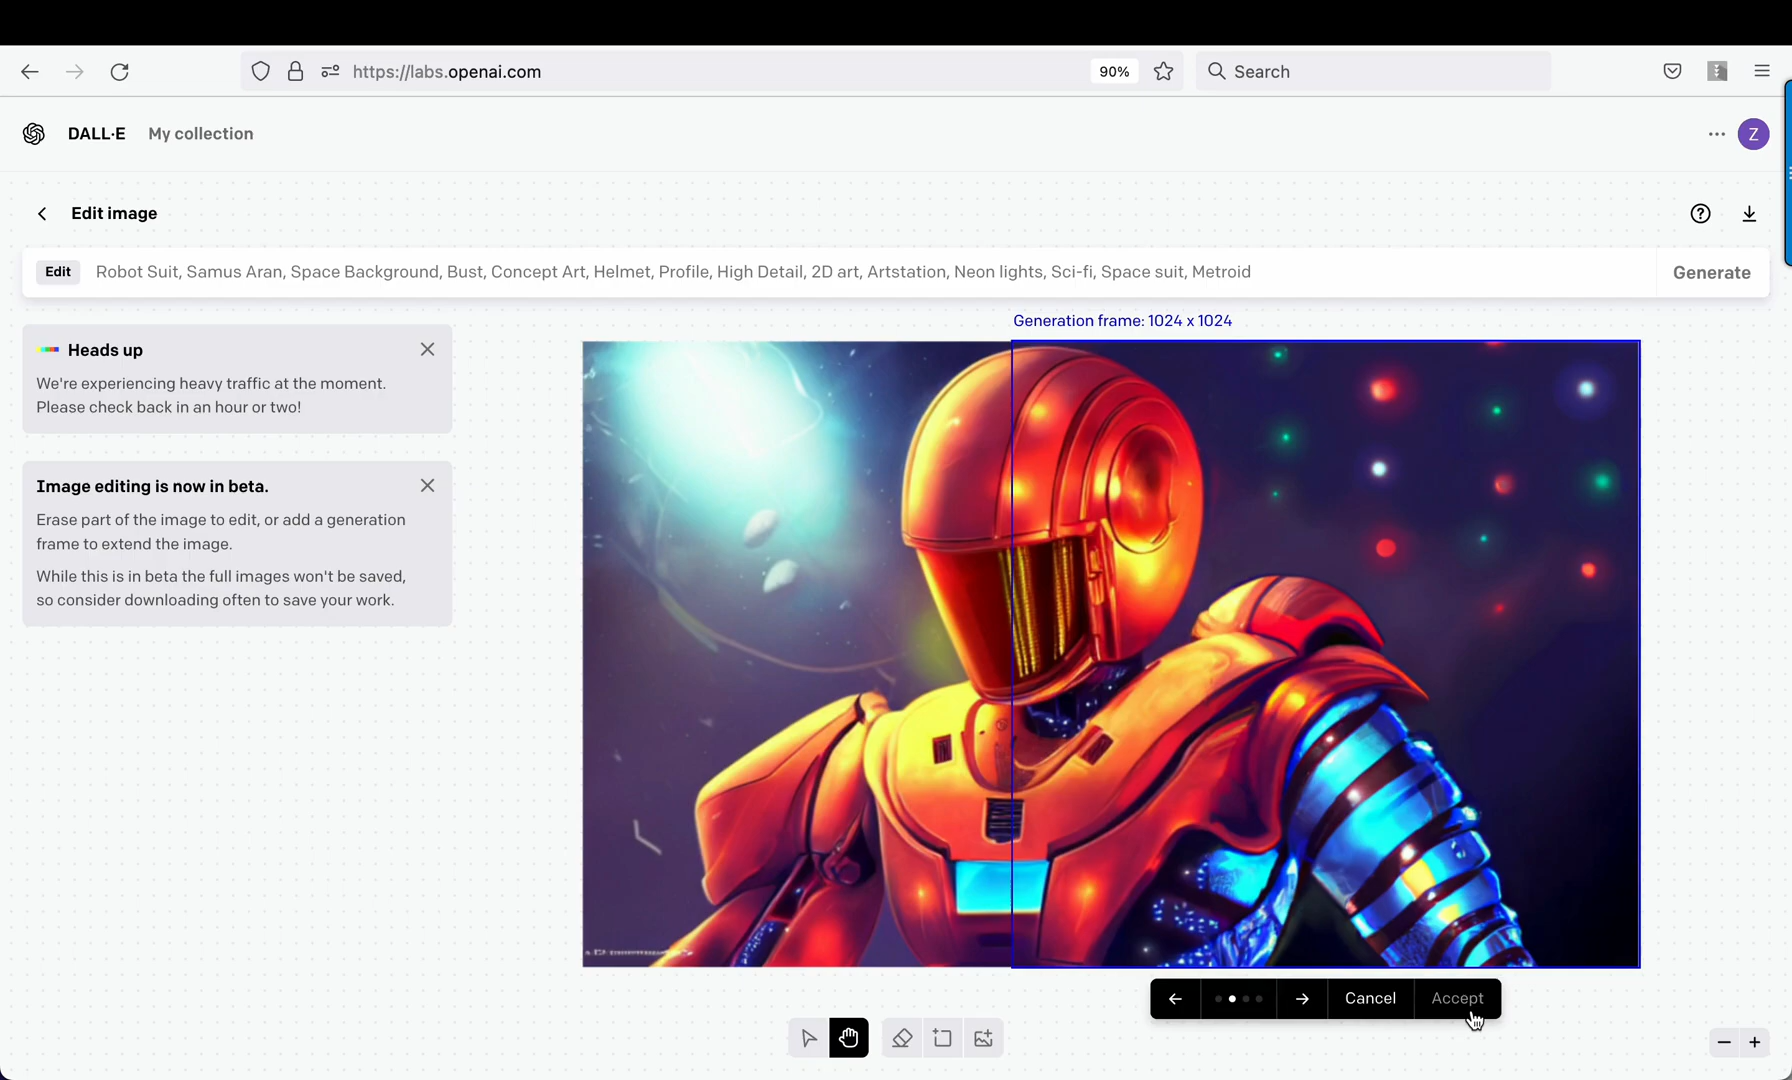 https://labs.openai.com
90%
Search
DALL·E
My collection
Z
Edit image
Edit
Robot Suit, Samus Aran, Space Background, Bust, Concept Art, Helmet, Profile, High Detail, 2D art, Artstation, Neon lights, Sci-fi, Space suit, Metroid
Generate
Generation frame: 1024 x 1024
Heads up
We're experiencing heavy traffic at the moment.
Please check back in an hour or two!
Image editing is now in beta.
Erase part of the image to edit, or add a generation
frame to extend the image.
While this is in beta the full images won't be saved,
so consider downloading often to save your work.
Cancel
Accept